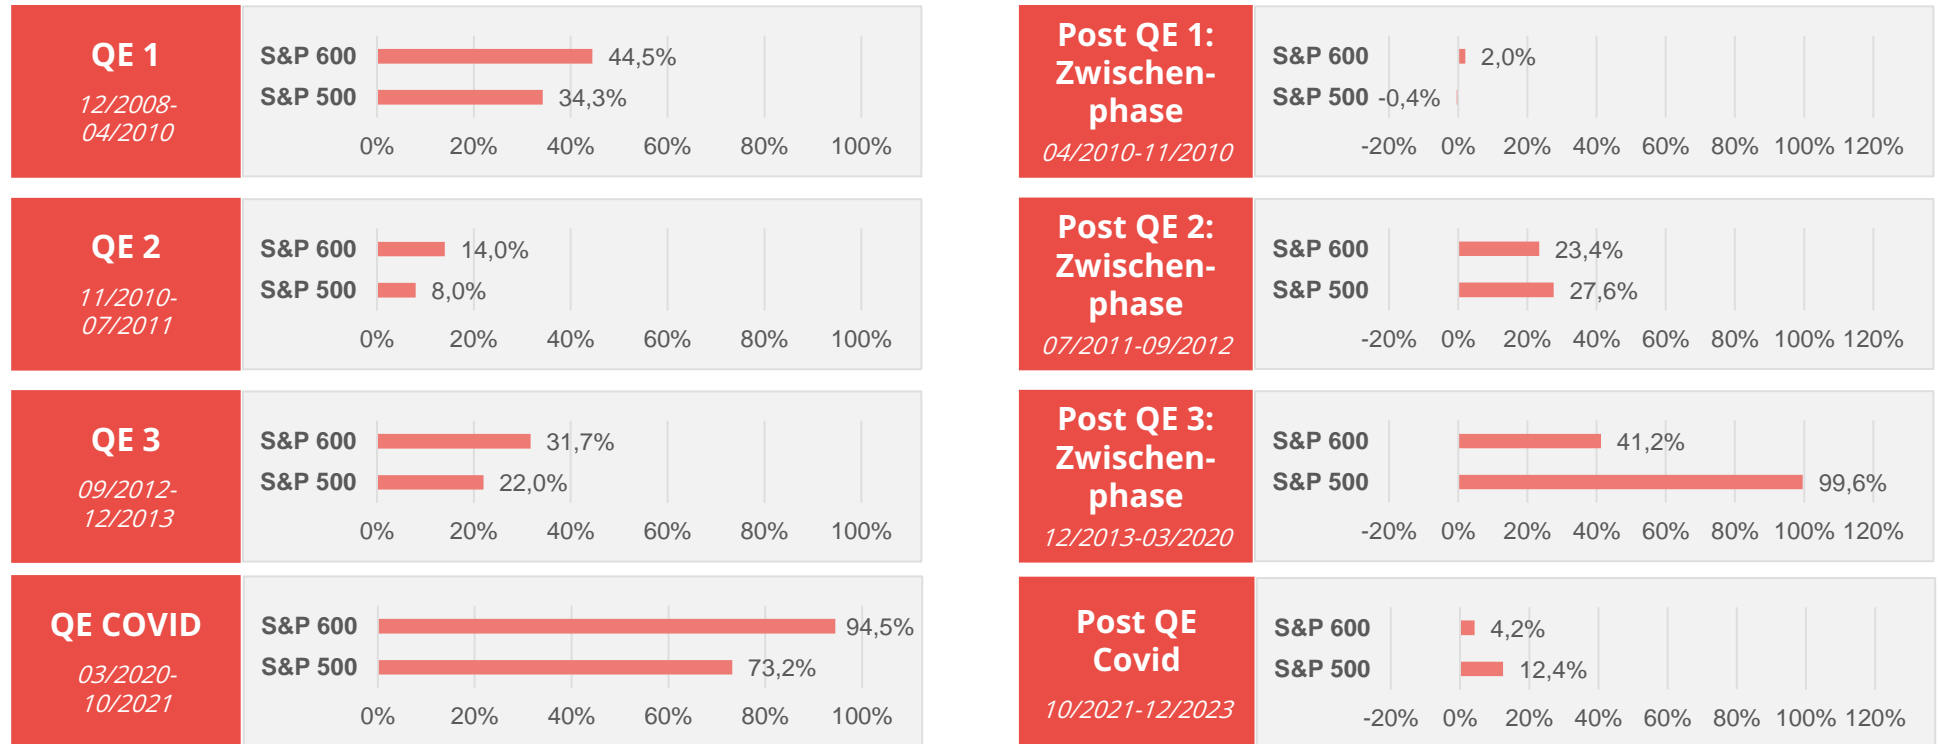 QE 1
12/2008-
04/2010
S&P 600
44,5%
S&P 500
34,3%
0% 20% 40% 60% 80% 100%
Post QE 1:
Zwischen-
phase
04/2010-11/2010
S&P 600
2,0%
S&P 500
-0,4%
-20% 0% 20% 40% 60% 80% 100% 120%
QE 2
11/2010-
07/2011
S&P 600
14,0%
S&P 500
8,0%
0% 20% 40% 60% 80% 100%
Post QE 2:
Zwischen-
phase
07/2011-09/2012
S&P 600
23,4%
S&P 500
27,6%
-20% 0% 20% 40% 60% 80% 100% 120%
QE 3
09/2012-
12/2013
S&P 600
31,7%
S&P 500
22,0%
0% 20% 40% 60% 80% 100%
Post QE 3:
Zwischen-
phase
12/2013-03/2020
S&P 600
41,2%
S&P 500
99,6%
-20% 0% 20% 40% 60% 80% 100% 120%
QE COVID
03/2020-
10/2021
S&P 600
94,5%
S&P 500
73,2%
0% 20% 40% 60% 80% 100%
Post QE
Covid
10/2021-12/2023
S&P 600
4,2%
S&P 500
12,4%
-20% 0% 20% 40% 60% 80% 100% 120%